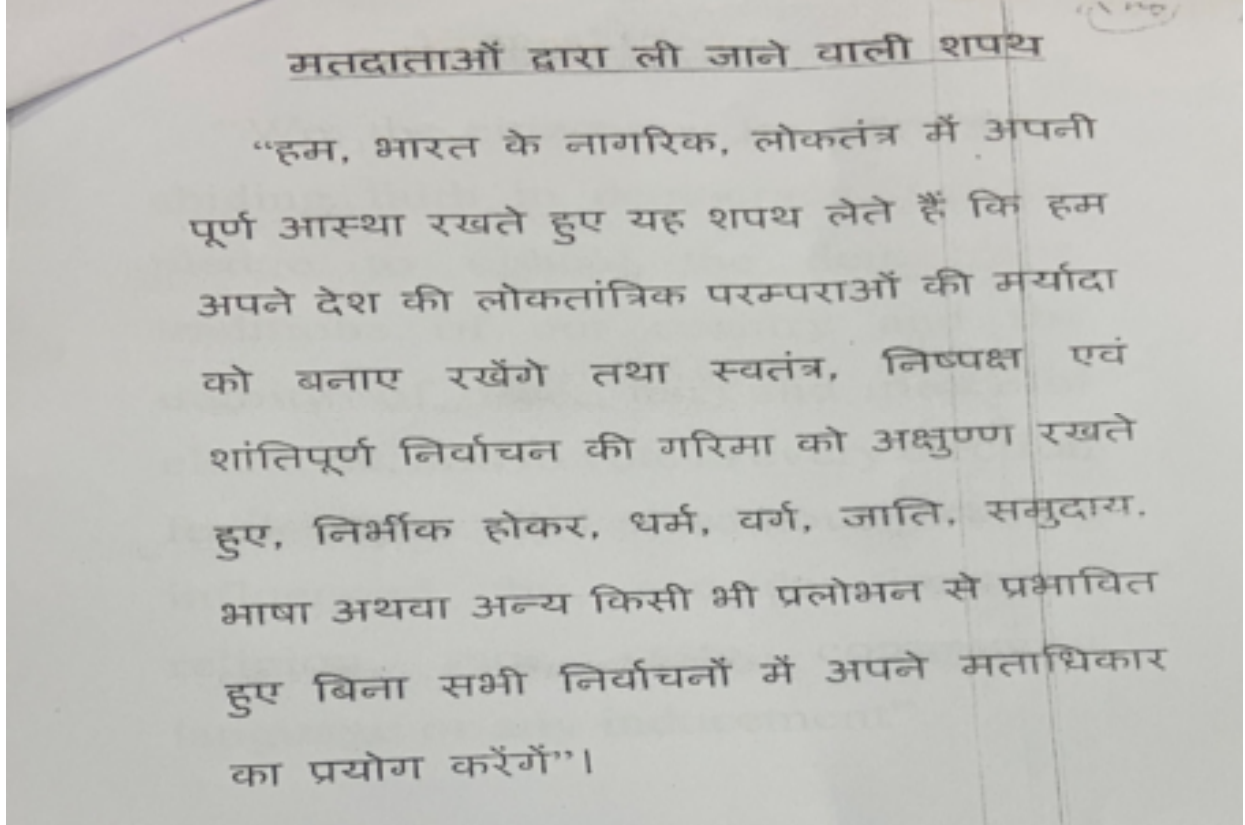 मतदाताओं द्वारा ली जाने वाली शपथ
“हम, भारत के नागरिक, लोकतंत्र में अपनी
पूर्ण आस्था रखते हुए यह शपथ लेते हैं कि हम
अपने देश की लोकतांत्रिक परम्पराओं की मर्यादा
को बनाए रखेंगे तथा स्वतंत्र, निष्पक्ष एवं
शांतिपूर्ण निर्वाचन की गरिमा को अक्षुण्ण रखते
हुए, निर्भीक होकर, धर्म, वर्ग, जाति, समुदाय,
भाषा अथवा अन्य किसी भी प्रलोभन से प्रभावित
हुए बिना सभी निर्वाचनों में अपने मताधिकार
का प्रयोग करेंगें”।